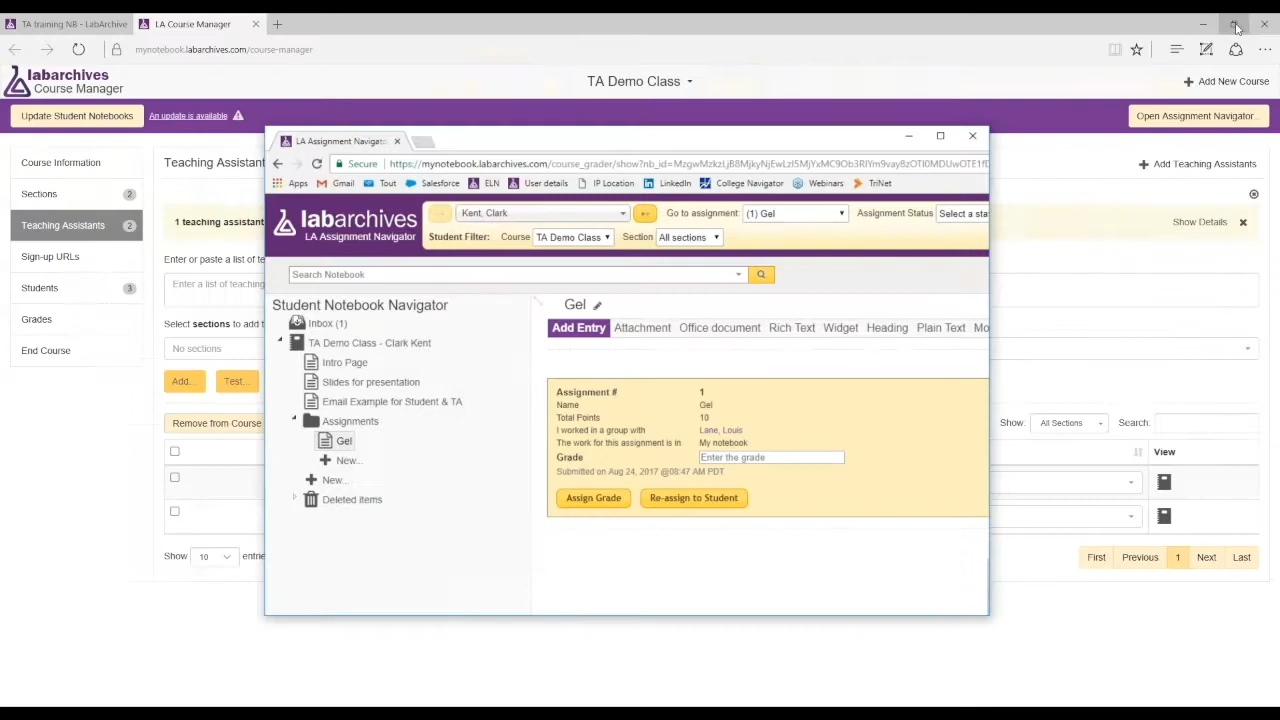 TA training NB - LabArchive
LA Course Manager
mynotebook.labarchives.com/course-manager
labarchives
Course Manager
TA Demo Class
Add New Course
Update Student Notebooks
An update is available
Open Assignment Navigator...
Course Information
Sections 2
Teaching Assistants 2
Sign-up URLs
Students 3
Grades
End Course
Teaching Assistant
Add Teaching Assistants
1 teaching assistan
Show Details
Enter or paste a list of te
Enter a list of teaching
Select sections to add t
No sections
Add...
Test...
Remove from Course
Show: All Sections
Search:
View
Show 10 entrie
First Previous 1 Next Last
LA Assignment Navigato
Secure
https://mynotebook.labarchives.com/course_grader/show?nb_id=
Apps Gmail Tout Salesforce ELN User details IP Location LinkedIn College Navigator Webinars TriNet
labarchives
LA Assignment Navigator
Kent, Clark
Go to assignment: (1) Gel
Assignment Status Select a sta
Student Filter: Course TA Demo Class Section All sections
Search Notebook
Student Notebook Navigator
Inbox (1)
TA Demo Class - Clark Kent
Intro Page
Slides for presentation
Email Example for Student & TA
Assignments
Gel
New...
New...
Deleted items
Gel
Add Entry Attachment Office document Rich Text Widget Heading Plain Text Mo
Assignment # 1
Name Gel
Total Points 10
I worked in a group with Lane, Louis
The work for this assignment is in My notebook
Grade Enter the grade
Submitted on Aug 24, 2017 @08:47 AM PDT
Assign Grade
Re-assign to Student